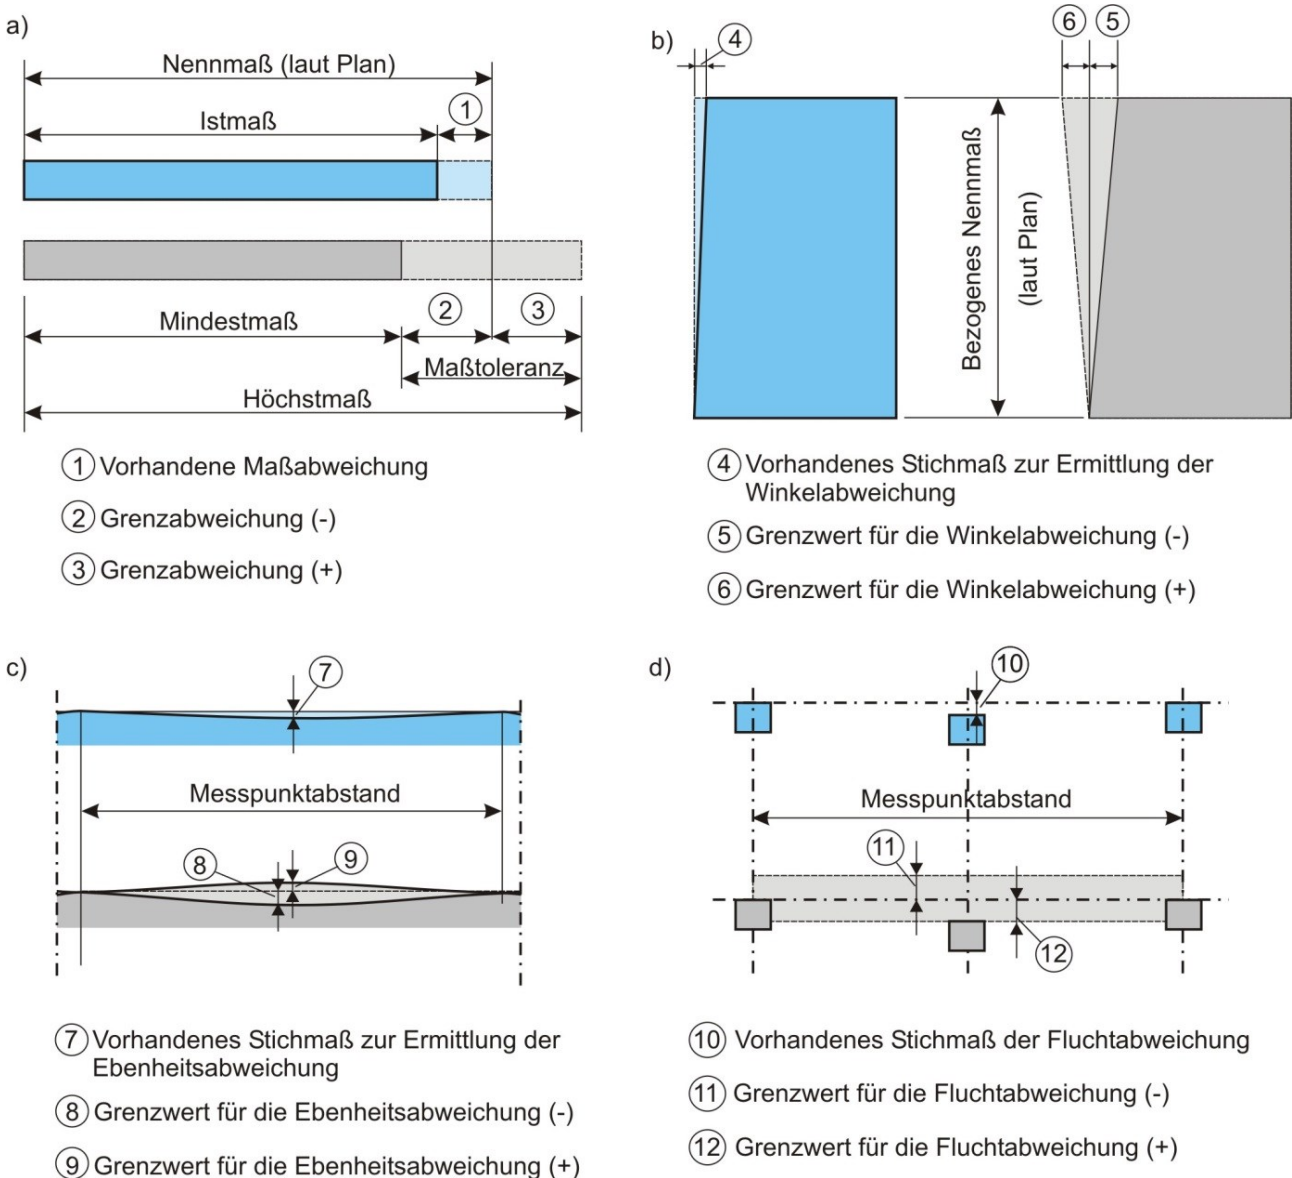 a)
Nennmaß (laut Plan)
Istmaß
1
Mindestmaß
2
3
Maßtoleranz
Höchstmaß
1 Vorhandene Maßabweichung
2 Grenzabweichung (-)
3 Grenzabweichung (+)
b)
4
6
5
Bezogenes Nennmaß
(laut Plan)
4 Vorhandenes Stichmaß zur Ermittlung der
Winkelabweichung
5 Grenzwert für die Winkelabweichung (-)
6 Grenzwert für die Winkelabweichung (+)
c)
7
Messpunktabstand
8
9
7 Vorhandenes Stichmaß zur Ermittlung der
Ebenheitsabweichung
8 Grenzwert für die Ebenheitsabweichung (-)
9 Grenzwert für die Ebenheitsabweichung (+)
d)
10
Messpunktabstand
11
12
10 Vorhandenes Stichmaß der Fluchtabweichung
11 Grenzwert für die Fluchtabweichung (-)
12 Grenzwert für die Fluchtabweichung (+)